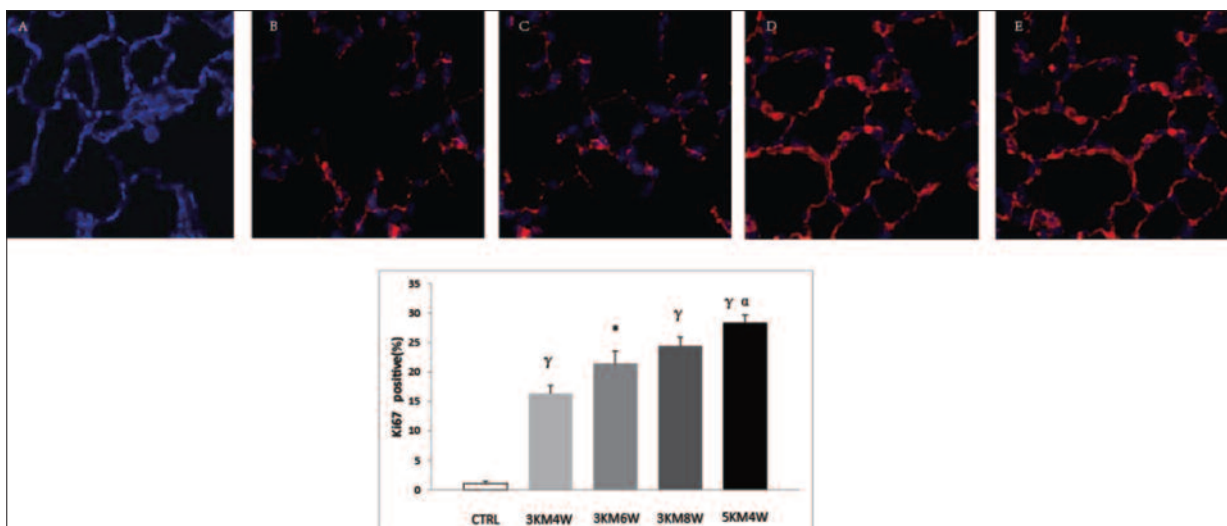 A B C D E
35
30
25
20
15
10
5
0
Ki67 positive(%)
γ
*
γ
γ α
CTRL 3KM4W 3KM6W 3KM8W 5KM4W